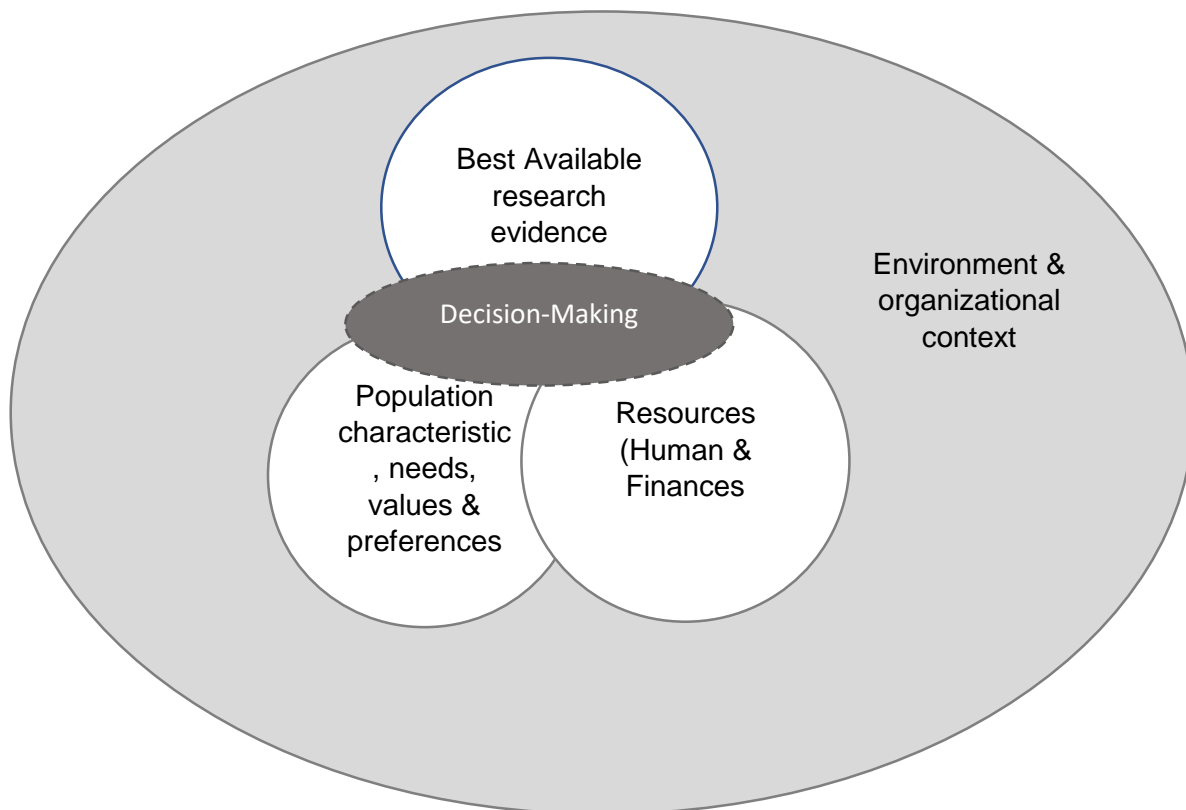 Best Available
research
evidence
Environment &
organizational
context
Decision-Making
Population
characteristic
, needs,
values &
preferences
Resources
(Human &
Finances